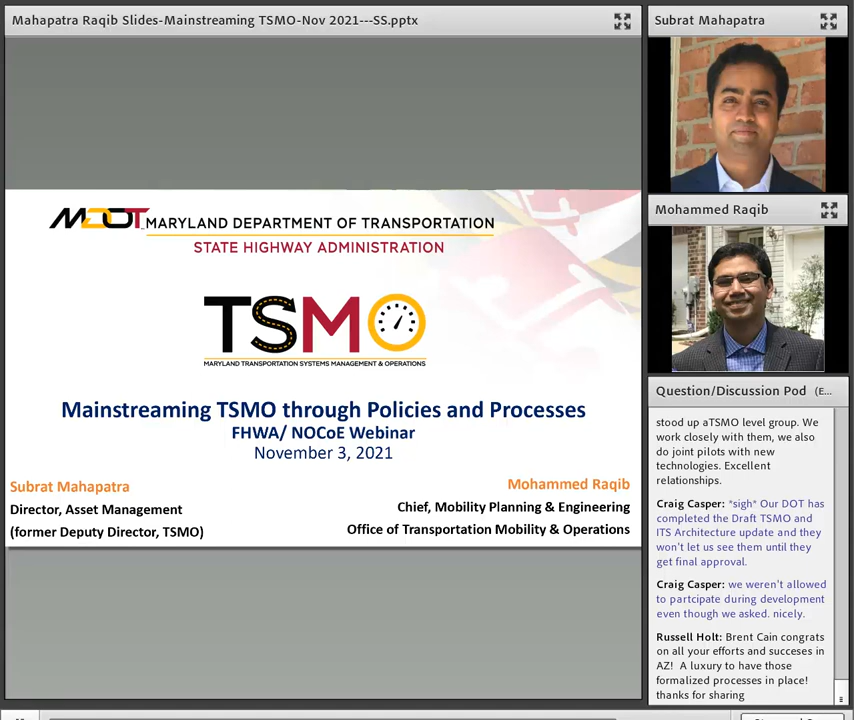 Mahapatra Raqib Slides-Mainstreaming TSMO-Nov 2021---SS.pptx
MDOT MARYLAND DEPARTMENT OF TRANSPORTATION
STATE HIGHWAY ADMINISTRATION
TSMO
MARYLAND TRANSPORTATION SYSTEMS MANAGEMENT & OPERATIONS
Mainstreaming TSMO through Policies and Processes
FHWA/ NOCoE Webinar
November 3, 2021
Subrat Mahapatra
Director, Asset Management
(former Deputy Director, TSMO)
Mohammed Raqib
Chief, Mobility Planning & Engineering
Office of Transportation Mobility & Operations
Subrat Mahapatra
Mohammed Raqib
Question/Discussion Pod (E...
stood up aTSMO level group. We
work closely with them, we also
do joint pilots with new
technologies. Excellent
relationships.
Craig Casper: *sigh* Our DOT has
completed the Draft TSMO and
ITS Architecture update and they
won't let us see them until they
get final approval.
Craig Casper: we weren't allowed
to partcipate during development
even though we asked. nicely.
Russell Holt: Brent Cain congrats
on all your efforts and succeses in
AZ! A luxury to have those
formalized processes in place!
thanks for sharing